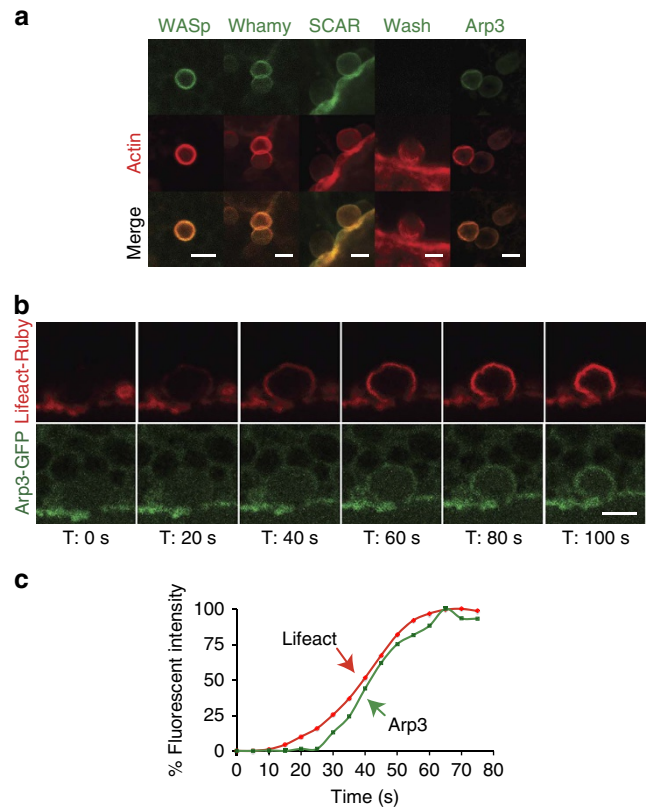 a
WASp Whamy SCAR Wash Arp3
Actin
Merge
b
Lifeact-Ruby
Arp3-GFP
T: 0 s T: 20 s T: 40 s T: 60 s T: 80 s T: 100 s
c
% Fluorescent intensity
100
75
50
25
0
Lifeact
Arp3
0 10 20 30 40 50 60 70 80
Time (s)